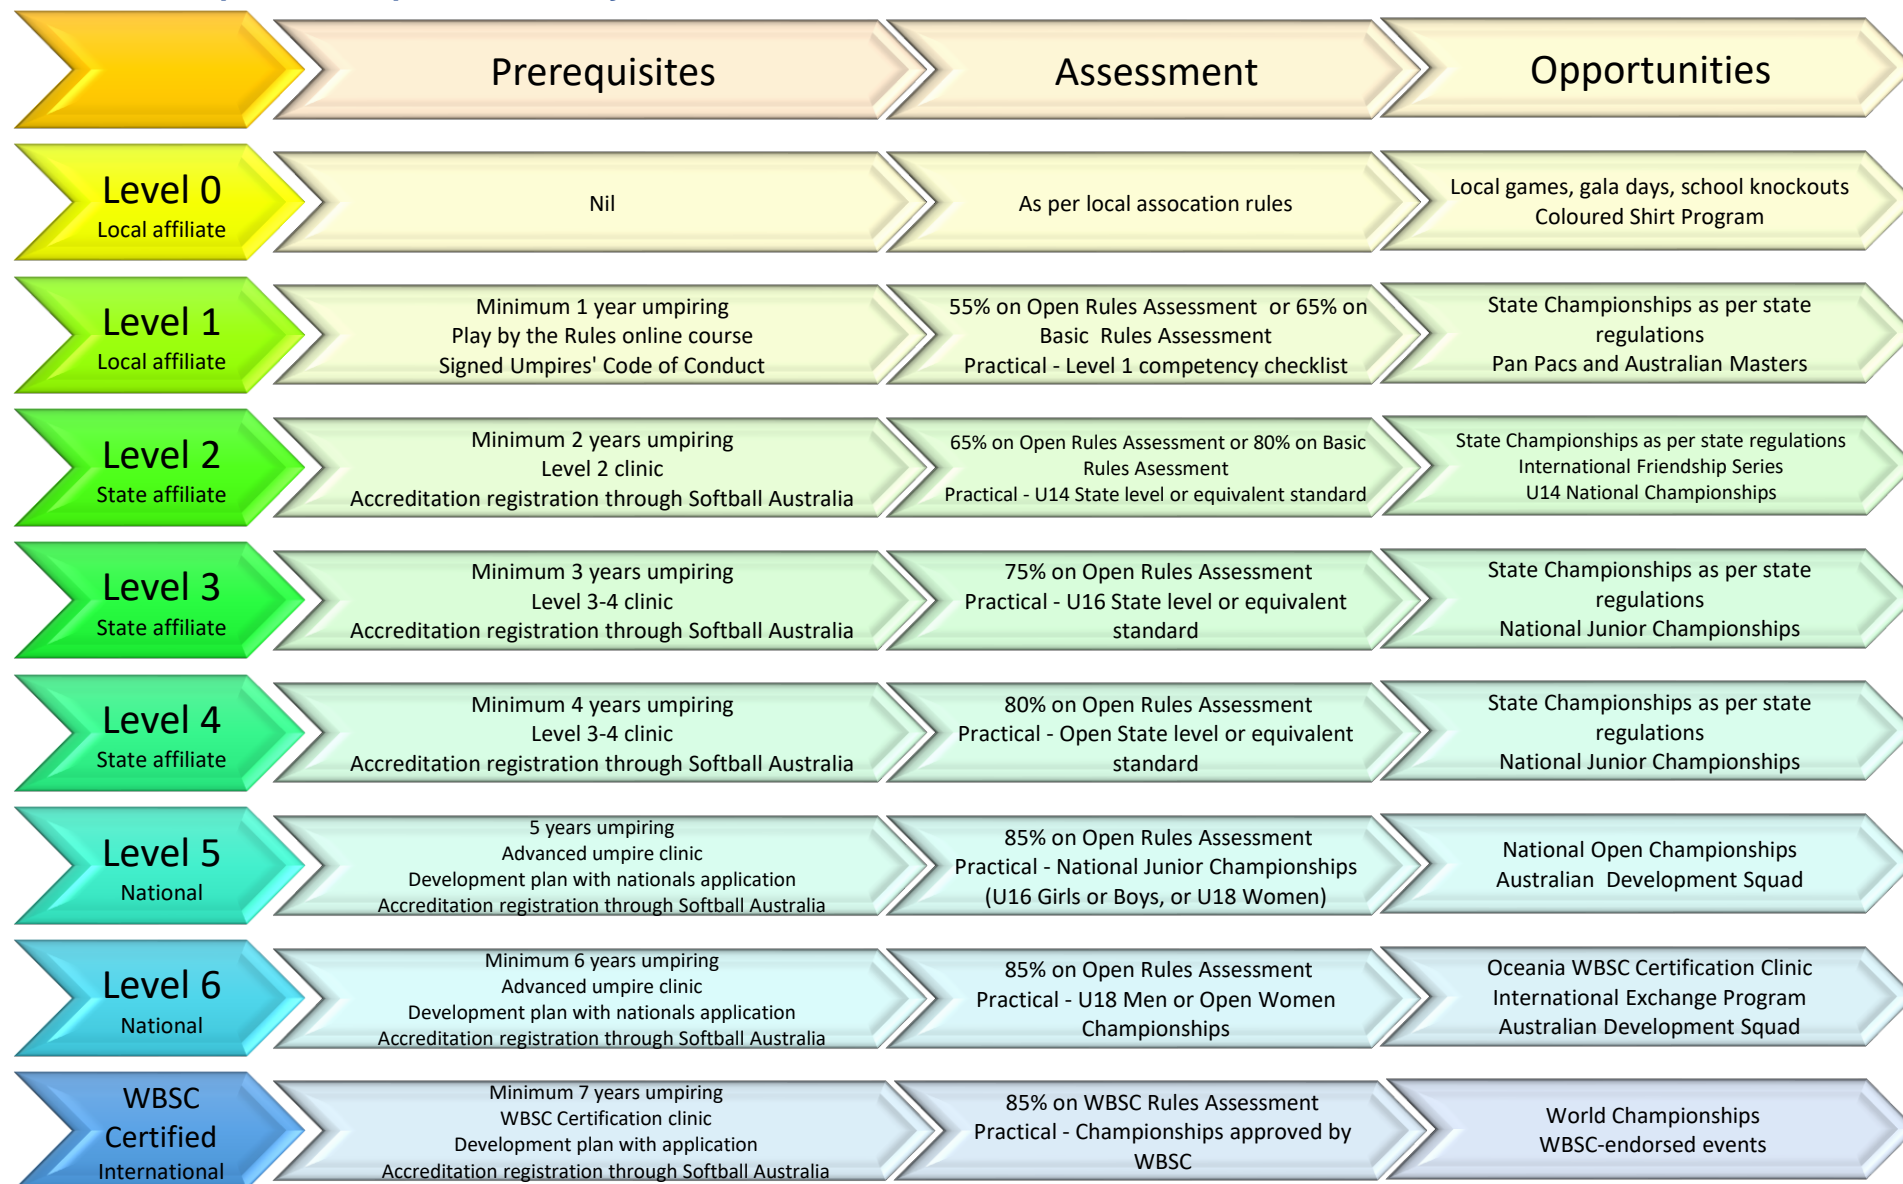 Prerequisites
Assessment
Opportunities
Level 0
Local affiliate
Nil
As per local assocation rules
Local games, gala days, school knockouts
Coloured Shirt Program
Level 1
Local affiliate
Minimum 1 year umpiring
Play by the Rules online course
Signed Umpires' Code of Conduct
55% on Open Rules Assessment or 65% on
Basic Rules Assessment
Practical - Level 1 competency checklist
State Championships as per state
regulations
Pan Pacs and Australian Masters
Level 2
State affiliate
Minimum 2 years umpiring
Level 2 clinic
Accreditation registration through Softball Australia
65% on Open Rules Assessment or 80% on Basic
Rules Asessment
Practical - U14 State level or equivalent standard
State Championships as per state regulations
International Friendship Series
U14 National Championships
Level 3
State affiliate
Minimum 3 years umpiring
Level 3-4 clinic
Accreditation registration through Softball Australia
75% on Open Rules Assessment
Practical - U16 State level or equivalent
standard
State Championships as per state
regulations
National Junior Championships
Level 4
State affiliate
Minimum 4 years umpiring
Level 3-4 clinic
Accreditation registration through Softball Australia
80% on Open Rules Assessment
Practical - Open State level or equivalent
standard
State Championships as per state
regulations
National Junior Championships
Level 5
National
5 years umpiring
Advanced umpire clinic
Development plan with nationals application
Accreditation registration through Softball Australia
85% on Open Rules Assessment
Practical - National Junior Championships
(U16 Girls or Boys, or U18 Women)
National Open Championships
Australian Development Squad
Level 6
National
Minimum 6 years umpiring
Advanced umpire clinic
Development plan with nationals application
Accreditation registration through Softball Australia
85% on Open Rules Assessment
Practical - U18 Men or Open Women
Championships
Oceania WBSC Certification Clinic
International Exchange Program
Australian Development Squad
WBSC
Certified
International
Minimum 7 years umpiring
WBSC Certification clinic
Development plan with application
Accreditation registration through Softball Australia
85% on WBSC Rules Assessment
Practical - Championships approved by
WBSC
World Championships
WBSC-endorsed events